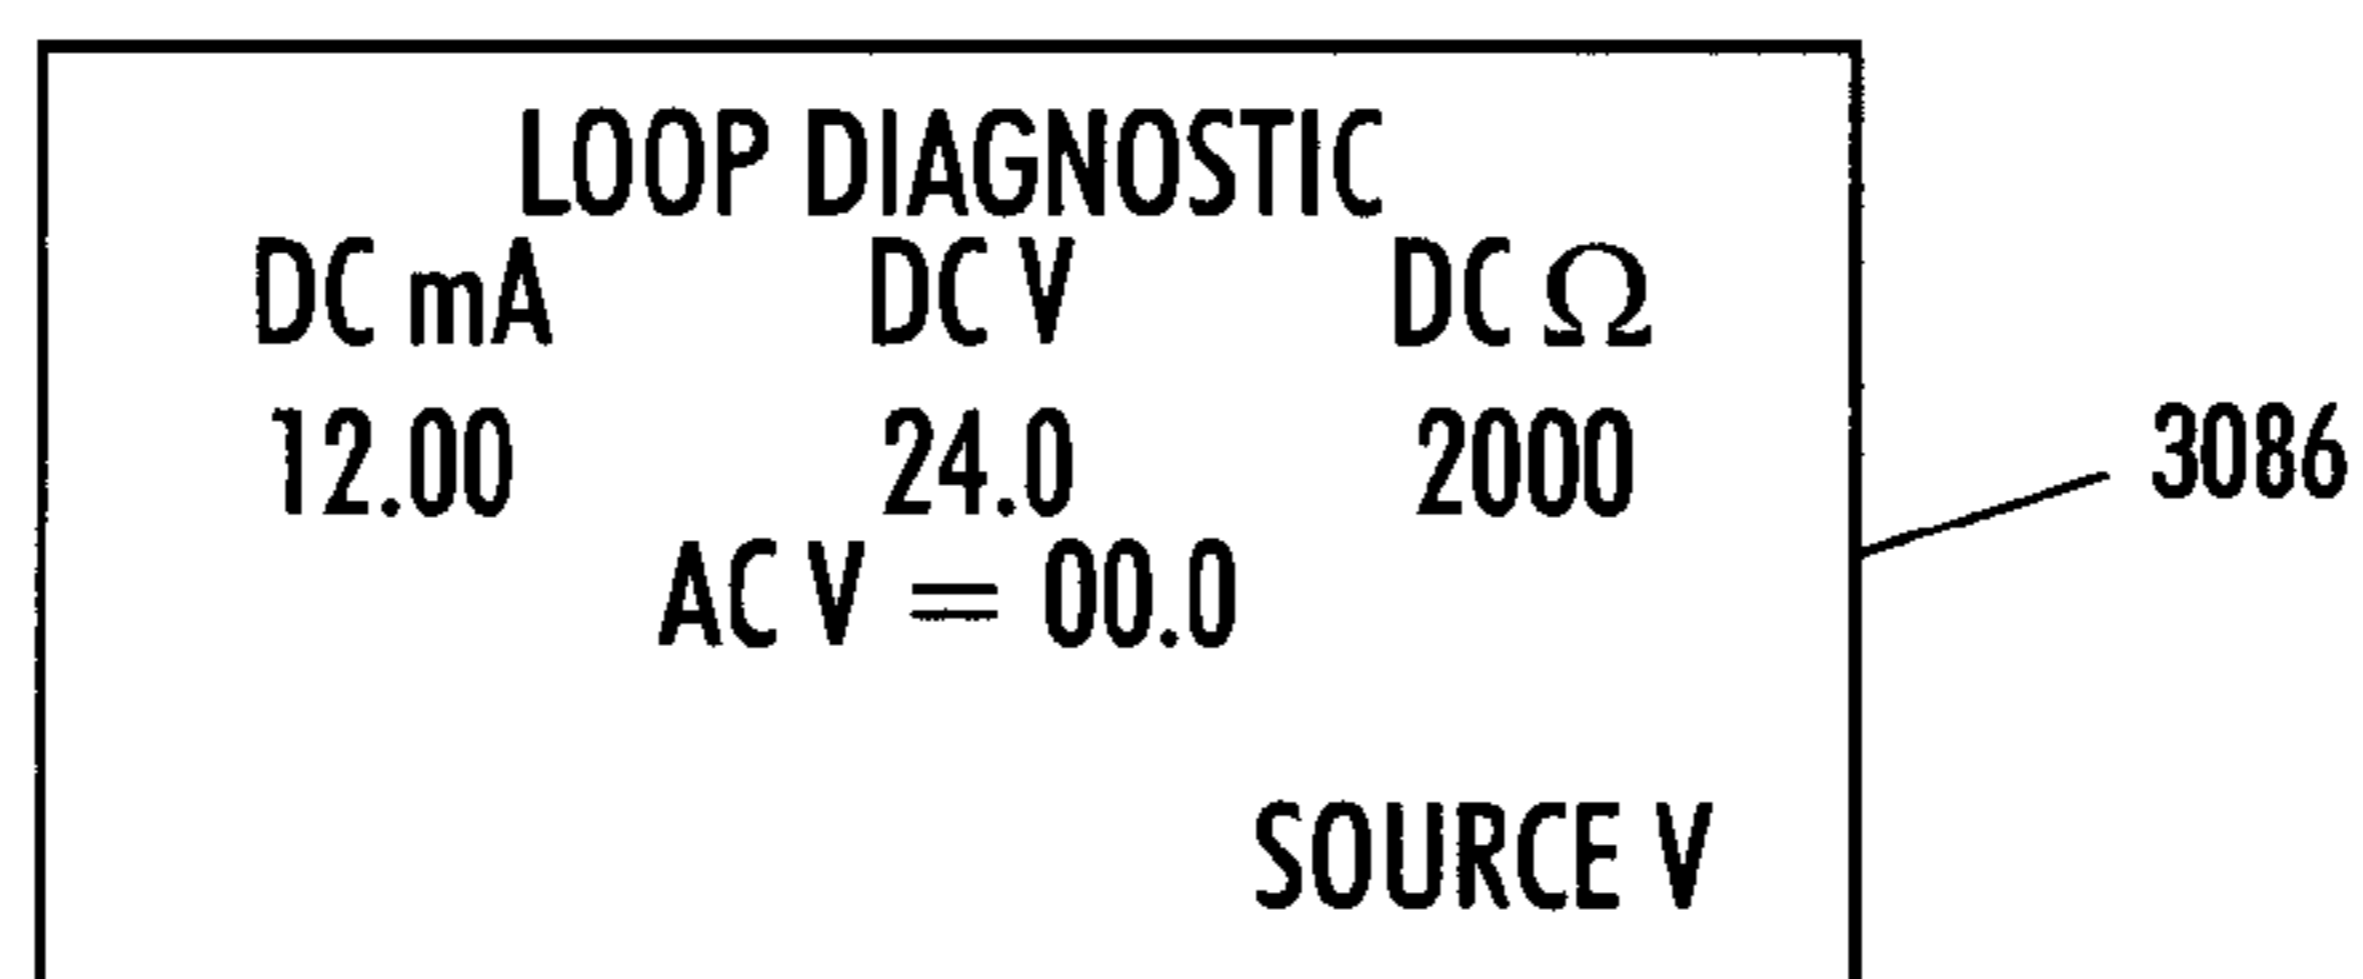 LOOP DIAGNOSTIC
DC mA DC V DC Ω
12.00 24.0 2000
AC V = 00.0
SOURCE V
3086